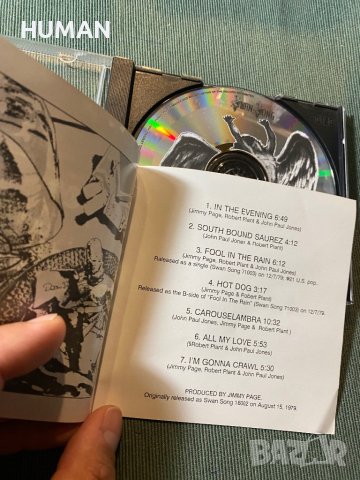 HUMAN
SWAN SONG
1. IN THE EVENING 6:49
(Jimmy Page, Robert Plant & John Paul Jones)
2. SOUTH BOUND SAUREZ 4:12
(John Paul Jones & Robert Plant)
3. FOOL IN THE RAIN 6:12
(Jimmy Page, Robert Plant & John Paul Jones)
Released as a single (Swan Song 71003) on 12/7/79; #21 U.S. pop.
4. HOT DOG 3:17
(Jimmy Page & Robert Plant)
Released as the B-side of "Fool In The Rain" (Swan Song 71003) on 12/7/79.
5. CAROUSELAMBRA 10:32
(John Paul Jones, Jimmy Page & Robert Plant )
6. ALL MY LOVE 5:53
(Robert Plant & John Paul Jones)
7. I'M GONNA CRAWL 5:30
(Jimmy Page, Robert Plant & John Paul Jones)
PRODUCED BY JIMMY PAGE.
Originally released as Swan Song 16002 on August 15, 1979.
BAZAR